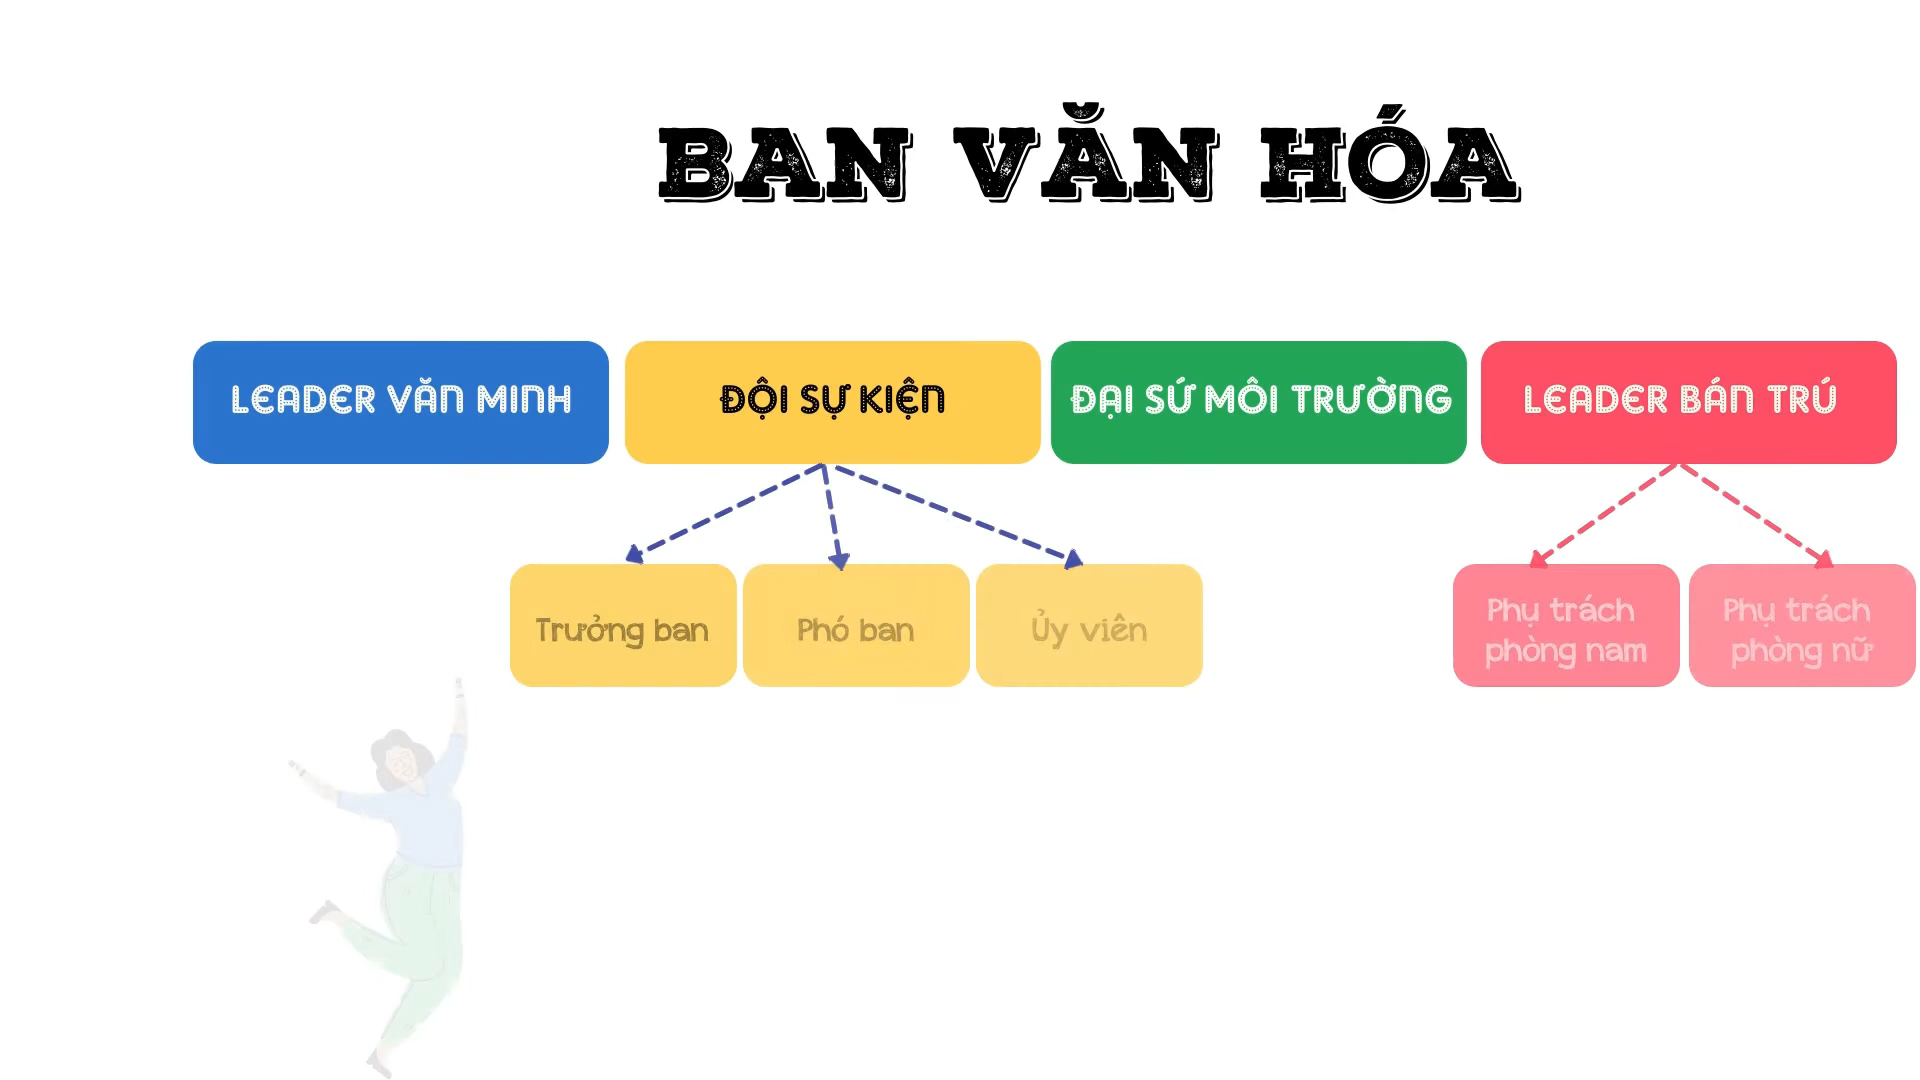 BAN VĂN HÓA
LEADER VĂN MINH
ĐỘI SỰ KIỆN
ĐẠI SỨ MÔI TRƯỜNG
LEADER BÁN TRÚ
Trưởng ban
Phó ban
Ủy viên
Phụ trách
phòng nam
Phụ trách
phòng nữ